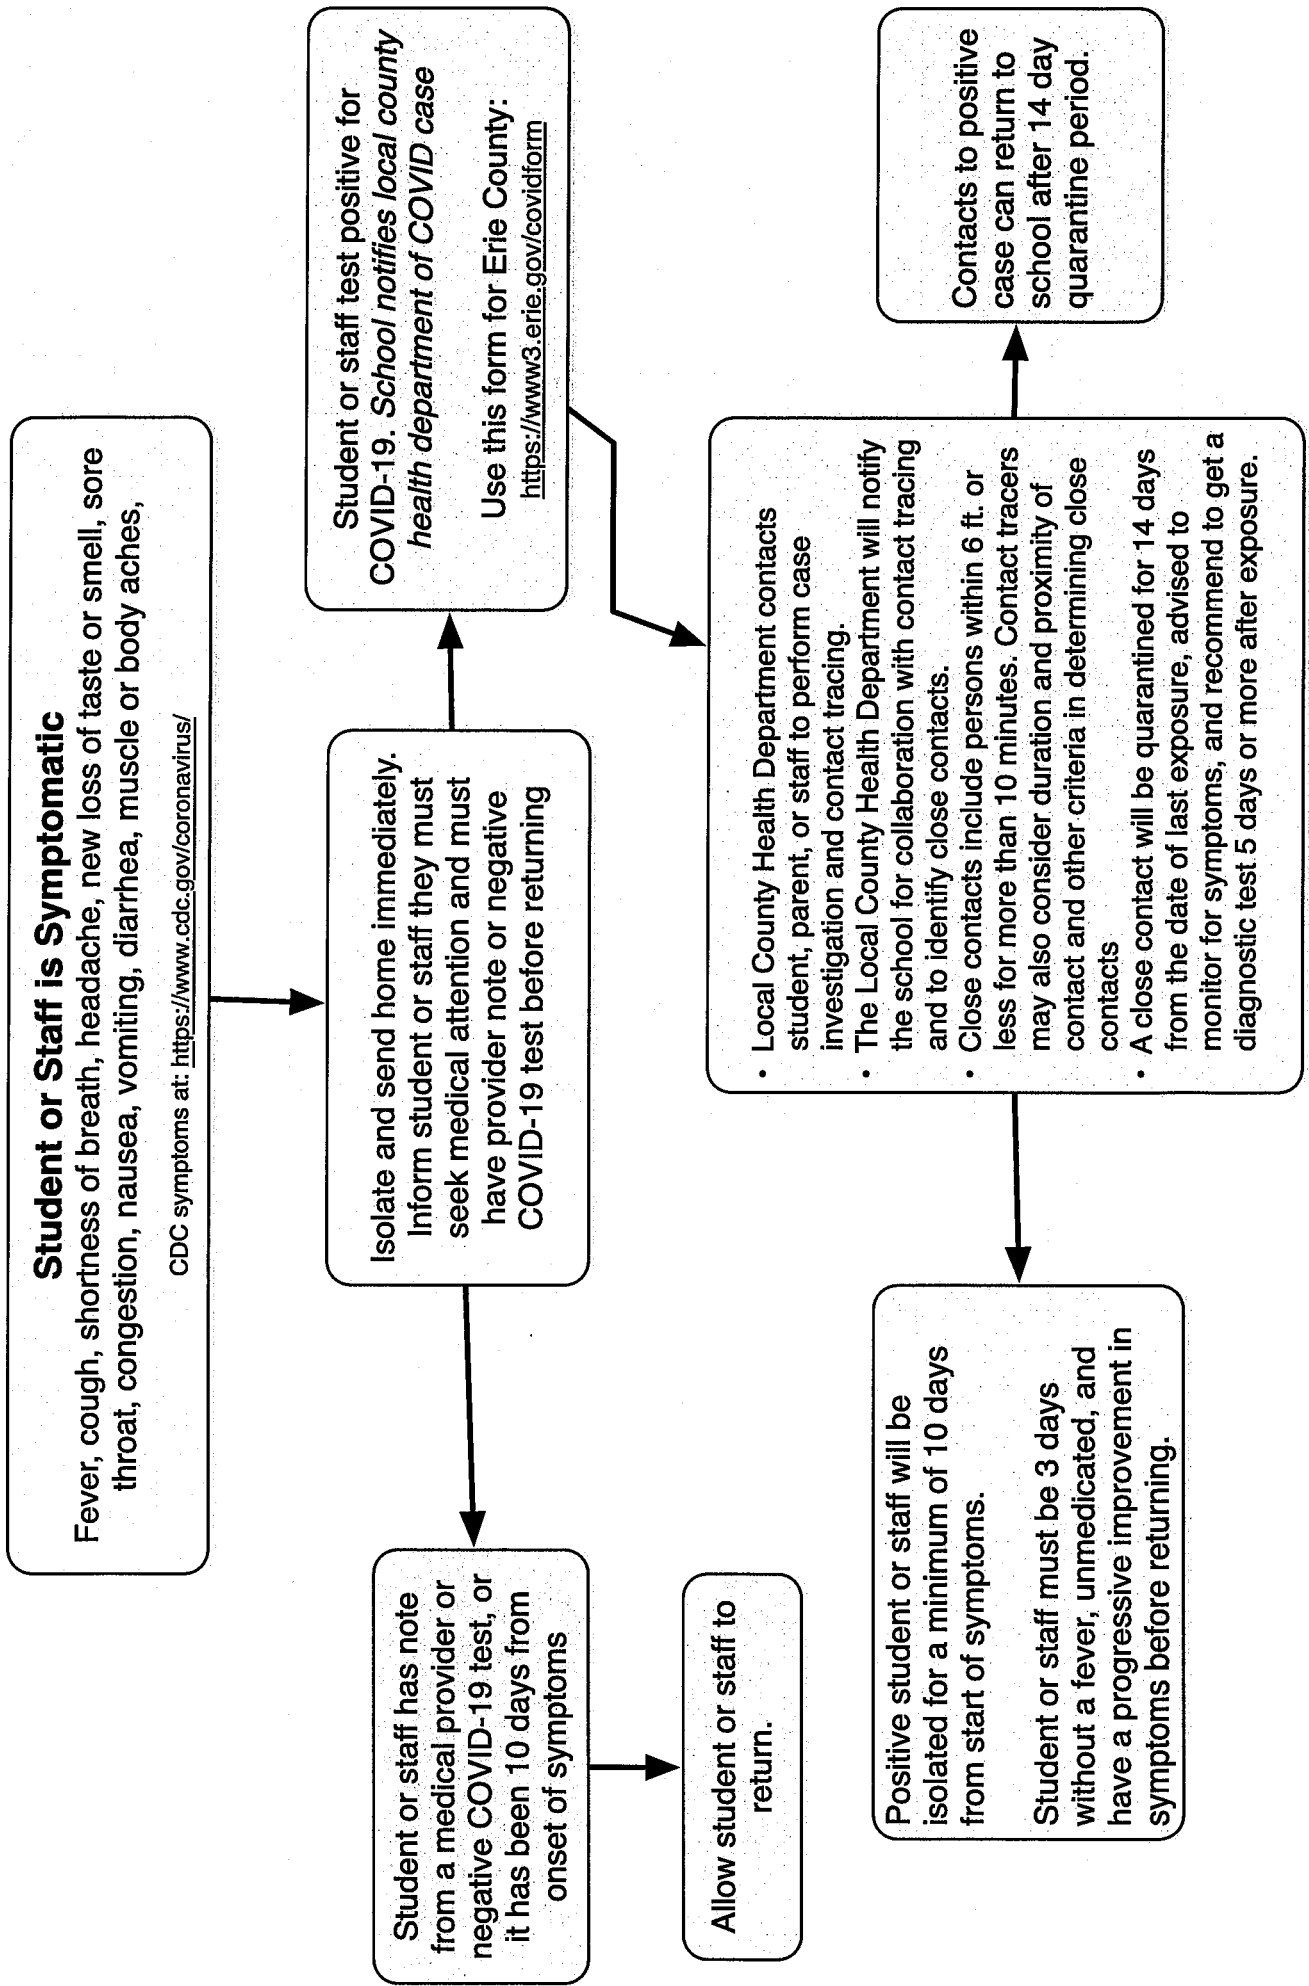 Student or Staff is Symptomatic
Fever, cough, shortness of breath, headache, new loss of taste or smell, sore
throat, congestion, nausea, vomiting, diarrhea, muscle or body aches,
CDC symptoms at: https://www.cdc.gov/coronavirus/
Isolate and send home immediately.
Inform student or staff they must
seek medical attention and must
have provider note or negative
COVID-19 test before returning
Student or staff has note
from a medical provider or
negative COVID-19 test, or
it has been 10 days from
onset of symptoms
Allow student or staff to
return.
Student or staff test positive for
COVID-19. School notifies local county
health department of COVID case
Use this form for Erie County:
https://www3.erie.gov/covidform
• Local County Health Department contacts
student, parent, or staff to perform case
investigation and contact tracing.
• The Local County Health Department will notify
the school for collaboration with contact tracing
and to identify close contacts.
• Close contacts include persons within 6 ft. or
less for more than 10 minutes. Contact tracers
may also consider duration and proximity of
contact and other criteria in determining close
contacts
• A close contact will be quarantined for 14 days
from the date of last exposure, advised to
monitor for symptoms, and recommend to get a
diagnostic test 5 days or more after exposure.
Positive student or staff will be
isolated for a minimum of 10 days
from start of symptoms.
Student or staff must be 3 days
without a fever, unmedicated, and
have a progressive improvement in
symptoms before returning.
Contacts to positive
case can return to
school after 14 day
quarantine period.